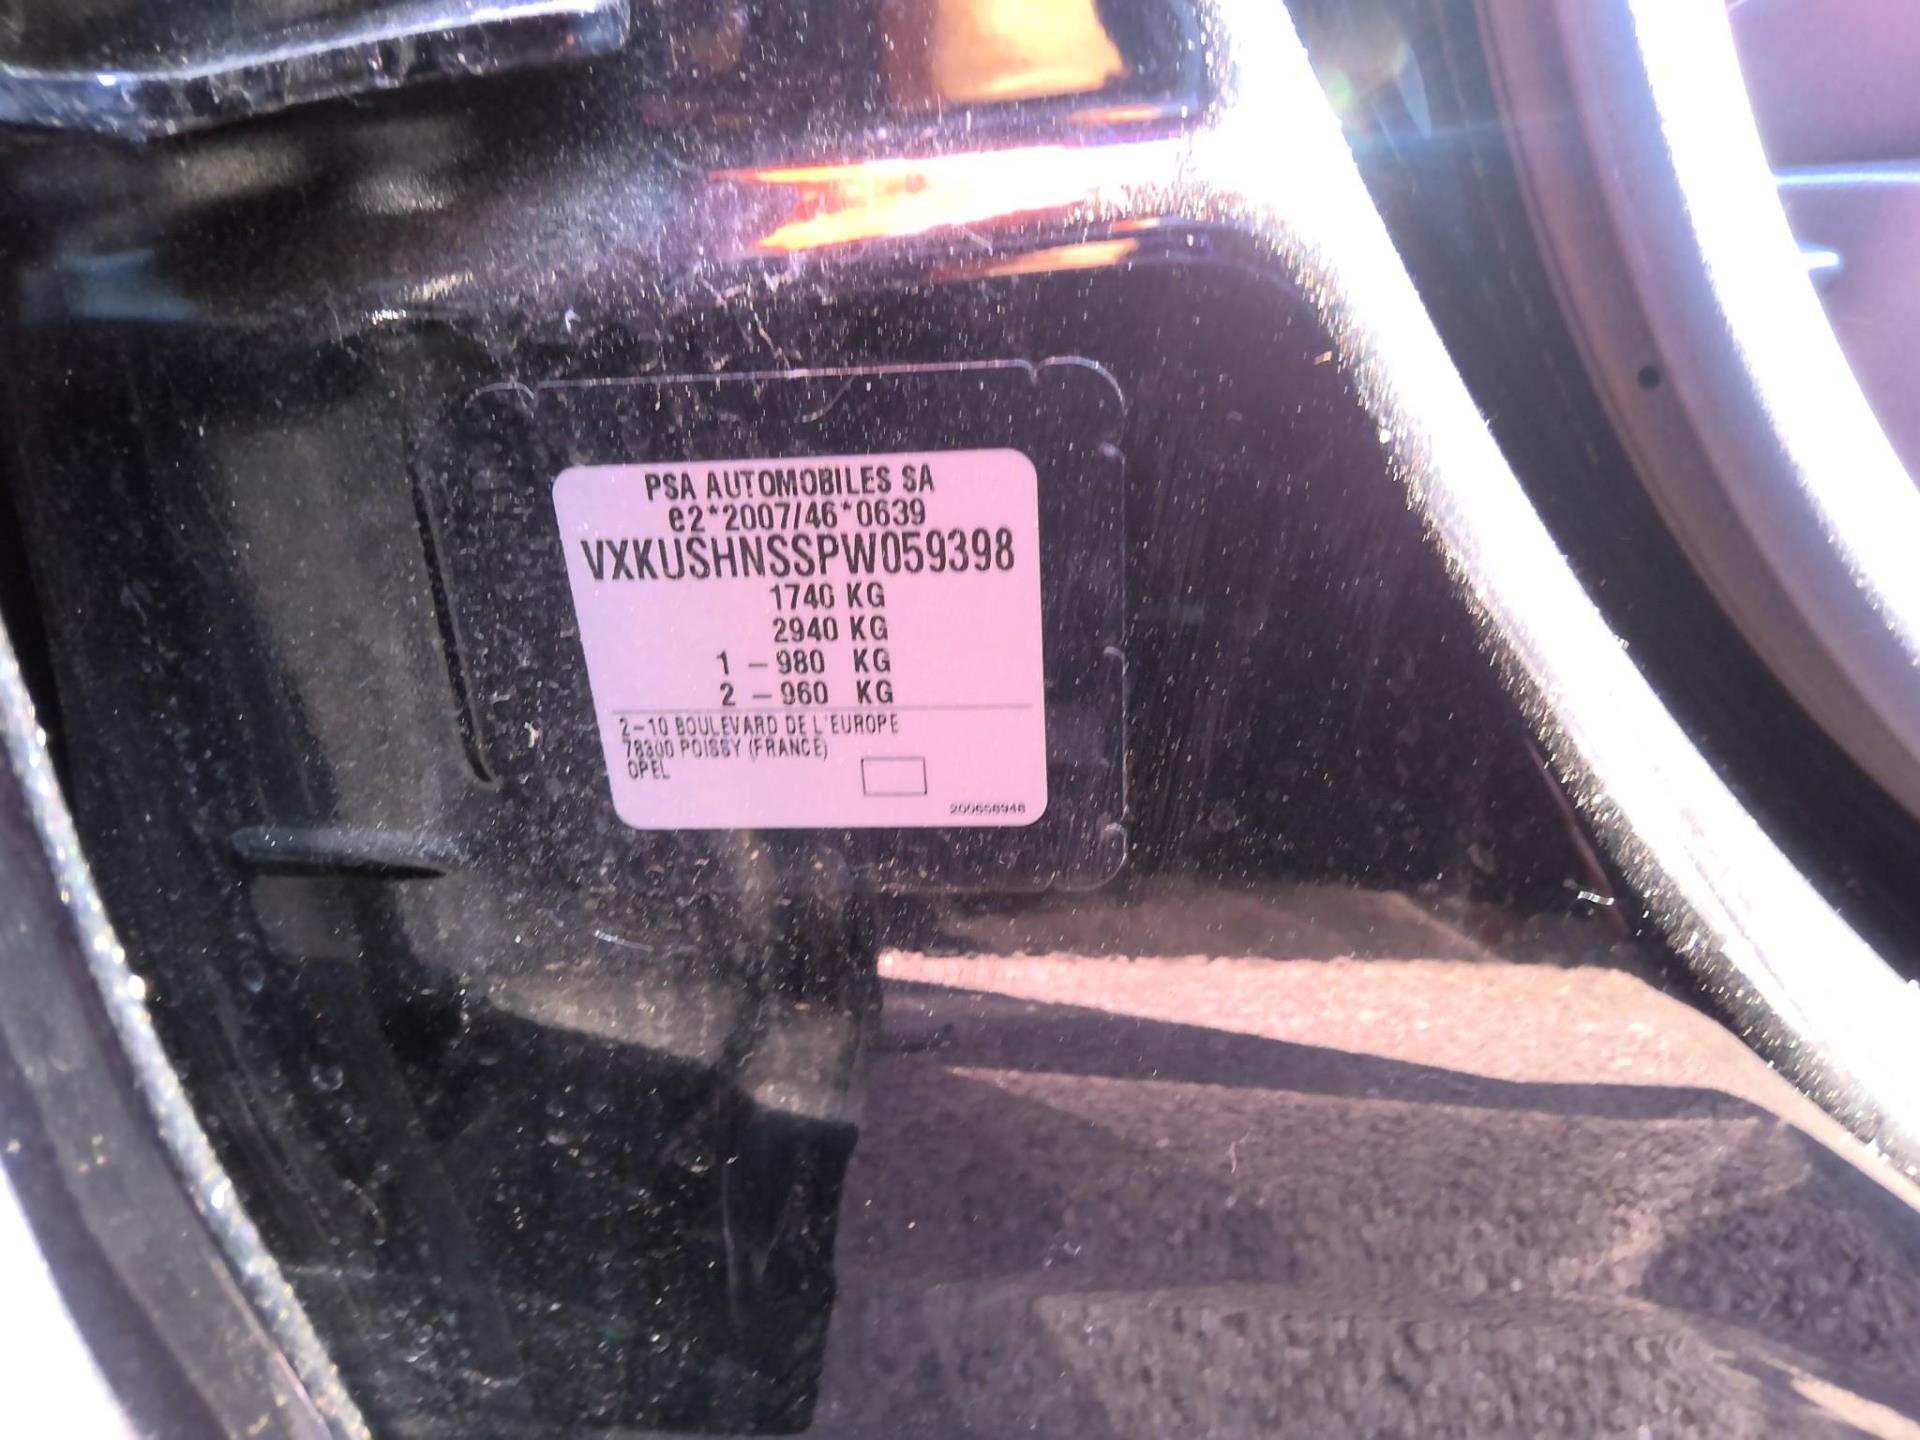 PSA AUTOMOBILES SA
e2*2007/46*0639
VXKUSHNSSPW059398
1740 KG
2940 KG
1 – 980 KG
2 – 960 KG
2–10 BOULEVARD DE L'EUROPE
78300 POISSY (FRANCE)
OPEL